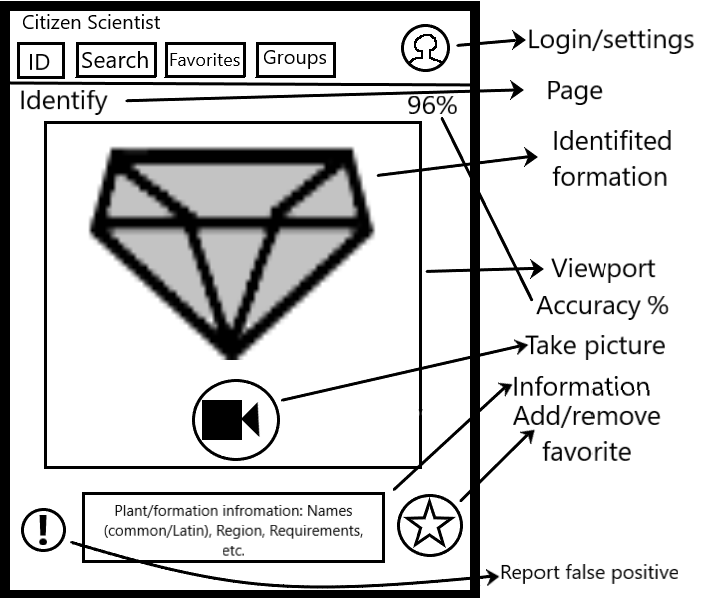 Citizen Scientist
ID
Search
Favorites
Groups
Login/settings
Identify
Page
96%
Identifited
formation
Viewport
Accuracy %
Take picture
Information
Add/remove
favorite
!
Plant/formation infromation: Names
(common/Latin), Region, Requirements,
etc.
Report false positive